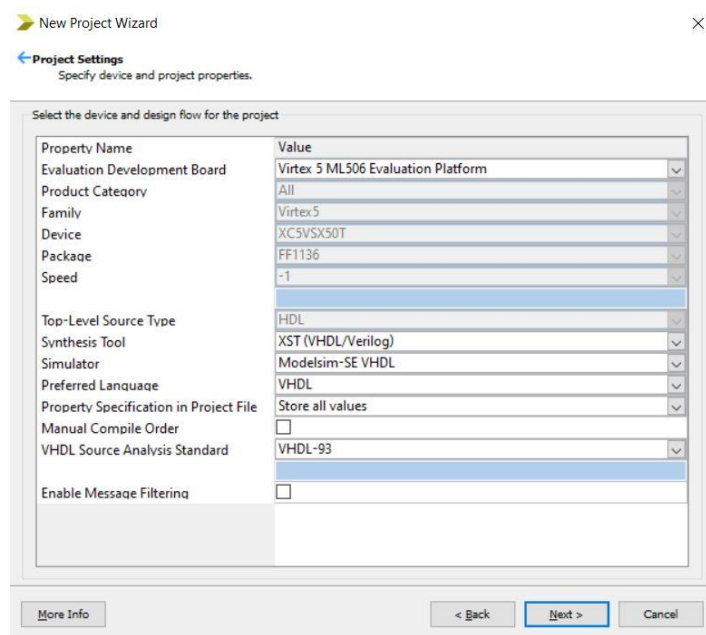 New Project Wizard
Project Settings
Specify device and project properties.
Select the device and design flow for the project
Property Name Value
Evaluation Development Board Virtex 5 ML506 Evaluation Platform
Product Category All
Family Virtex5
Device XC5VSX50T
Package FF1136
Speed -1
Top-Level Source Type HDL
Synthesis Tool XST (VHDL/Verilog)
Simulator Modelsim-SE VHDL
Preferred Language VHDL
Property Specification in Project File Store all values
Manual Compile Order
VHDL Source Analysis Standard VHDL-93
Enable Message Filtering
More Info < Back Next > Cancel